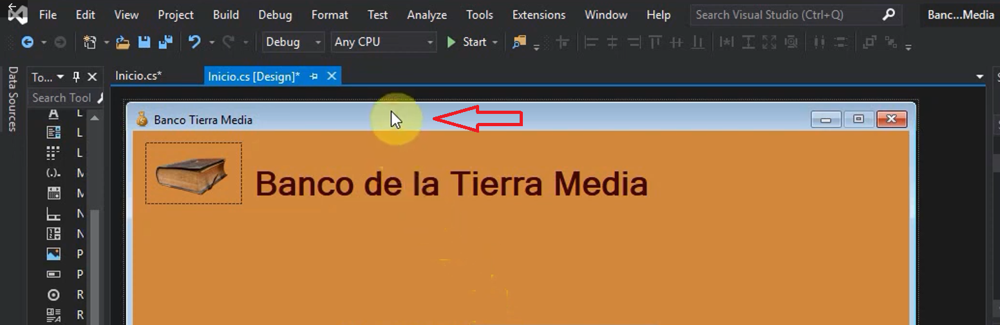 File Edit View Project Build Debug Format Test Analyze Tools Extensions Window Help Search Visual Studio (Ctrl+Q) Banc...Media
Debug Any CPU Start
Data Sources
To... Inicio.cs* Inicio.cs [Design]*
Search Tool
Banco Tierra Media
L
L
L
M
M
N
N
P
P
R
R
Banco de la Tierra Media